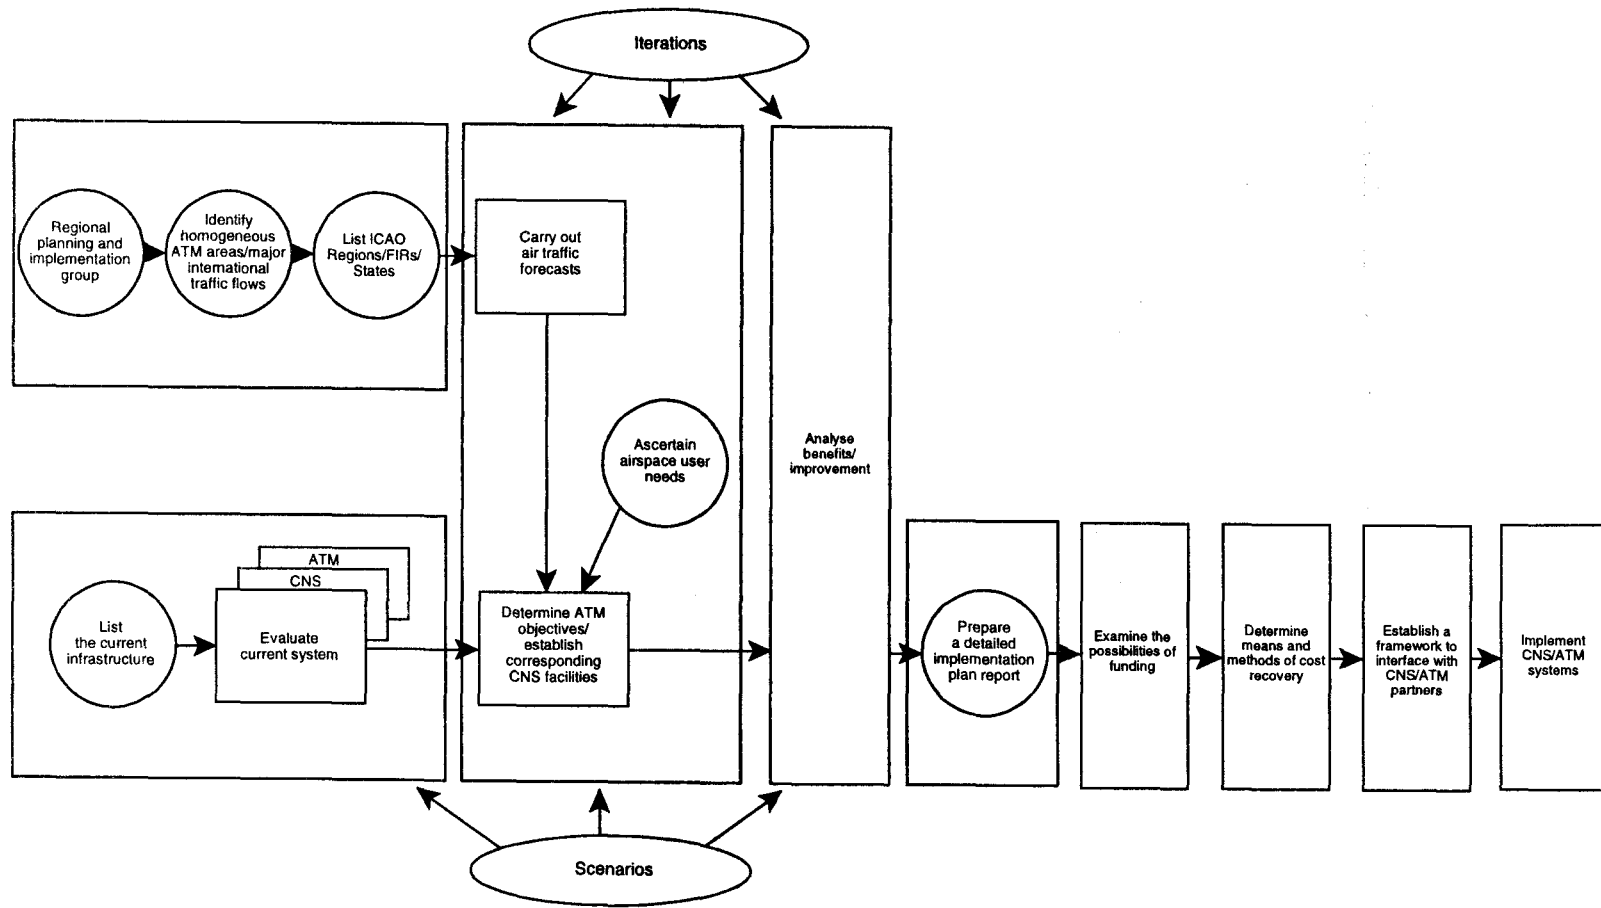 Iterations
Regional
planning and
implementation
group
Identify
homogeneous
ATM areas/major
international
traffic flows
List ICAO
Regions/FIRs/
States
Carry out
air traffic
forecasts
Ascertain
airspace user
needs
Analyse
benefits/
improvement
ATM
CNS
List
the current
infrastructure
Evaluate
current system
Determine ATM
objectives/
establish
corresponding
CNS facilities
Prepare
a detailed
implementation
plan report
Examine the
possibilities of
funding
Determine
means and
methods of cost
recovery
Establish a
framework to
interface with
CNS/ATM
partners
Implement
CNS/ATM
systems
Scenarios